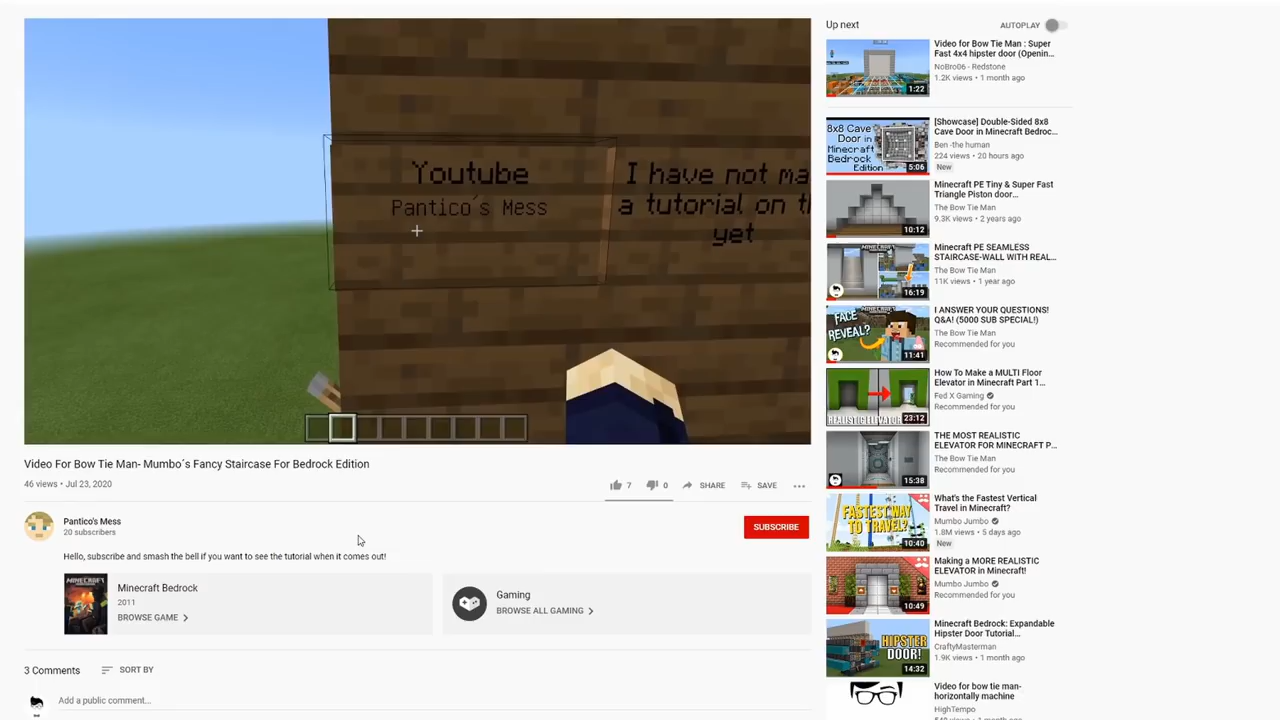 Youtube
Pantico´s Mess
I have not ma
a tutorial on th
yet
Video For Bow Tie Man- Mumbo´s Fancy Staircase For Bedrock Edition
46 views • Jul 23, 2020
7
0
SHARE
SAVE
Pantico's Mess
20 subscribers
SUBSCRIBE
Hello, subscribe and smash the bell if you want to see the tutorial when it comes out!
MINECRAFT
Minecraft Bedrock
2011
BROWSE GAME
Gaming
BROWSE ALL GAMING
3 Comments
SORT BY
Add a public comment...
Up next
AUTOPLAY
1:22
Video for Bow Tie Man : Super
Fast 4x4 hipster door (Openin...
NoBro06 - Redstone
1.2K views • 1 month ago
8x8 Cave
Door in
Minecraft
Bedrock
Edition
5:06
[Showcase] Double-Sided 8x8
Cave Door in Minecraft Bedroc...
Ben -the human
224 views • 20 hours ago
New
10:12
Minecraft PE Tiny & Super Fast
Triangle Piston door...
The Bow Tie Man
9.3K views • 2 years ago
MINECRAFT
16:19
Minecraft PE SEAMLESS
STAIRCASE-WALL WITH REAL...
The Bow Tie Man
11K views • 1 year ago
FACE
REVEAL?
MINECRAFT
11:41
I ANSWER YOUR QUESTIONS!
Q&A! (5000 SUB SPECIAL!)
The Bow Tie Man
Recommended for you
REALISTIC ELEVATOR
23:12
How To Make a MULTI Floor
Elevator in Minecraft Part 1...
Fed X Gaming
Recommended for you
15:38
THE MOST REALISTIC
ELEVATOR FOR MINECRAFT P...
The Bow Tie Man
Recommended for you
FASTEST WAY
TO TRAVEL?
10:40
What's the Fastest Vertical
Travel in Minecraft?
Mumbo Jumbo
1.8M views • 5 days ago
New
10:49
Making a MORE REALISTIC
ELEVATOR in Minecraft!
Mumbo Jumbo
Recommended for you
HIPSTER
DOOR!
14:32
Minecraft Bedrock: Expandable
Hipster Door Tutorial...
CraftyMasterman
1.9K views • 1 month ago
Video for bow tie man-
horizontally machine
HighTempo